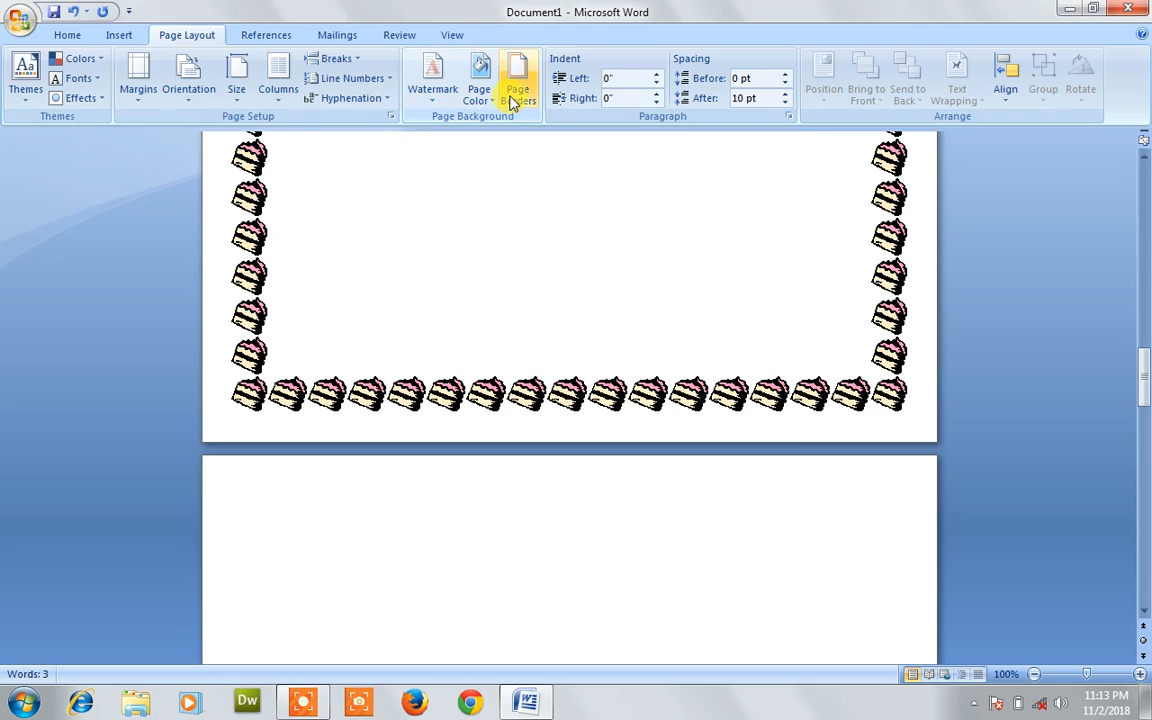 Document1 - Microsoft Word
Home Insert Page Layout References Mailings Review View
Themes
Colors
Fonts
Effects
Themes
Margins
Orientation
Size
Columns
Breaks
Line Numbers
Hyphenation
Page Setup
Watermark
Page Color
Page Borders
Page Background
Indent
Left: 0"
Right: 0"
Spacing
Before: 0 pt
After: 10 pt
Paragraph
Position
Bring to Front
Send to Back
Text Wrapping
Align
Group
Rotate
Arrange
Words: 3
100%
Dw
11:13 PM
11/2/2018